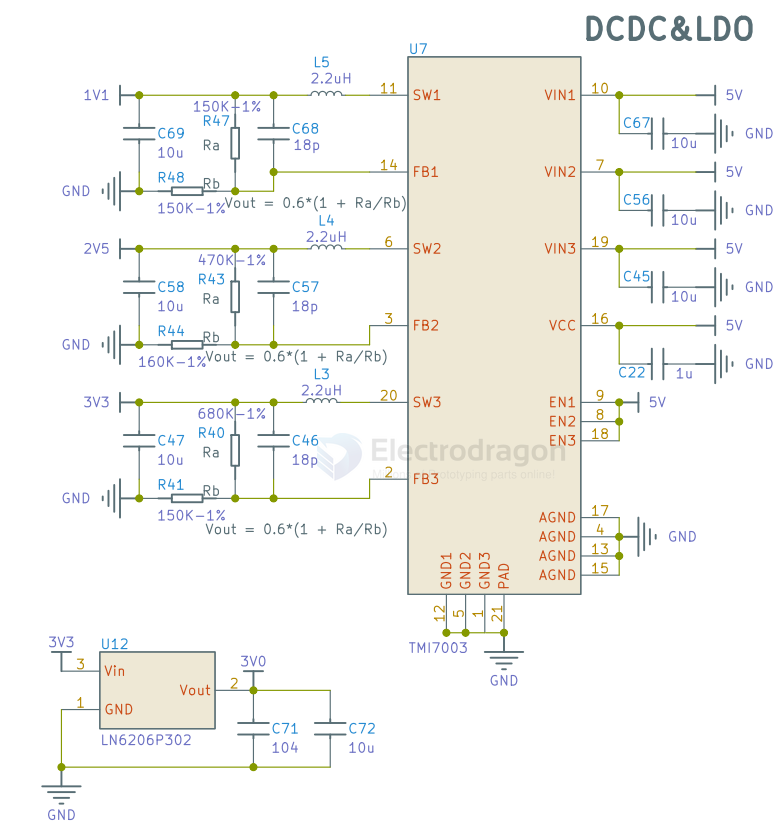 DCDC&LDO
U7
L5
2.2uH
1V1
11
SW1
VIN1
10
5V
150K-1%
R47
Ra
C69
10u
C68
18p
C67
10u
GND
R48
Rb
GND
150K-1%
14
FB1
VIN2
7
5V
Vout = 0.6*(1 + Ra/Rb)
C56
10u
GND
L4
2.2uH
2V5
6
SW2
VIN3
19
5V
470K-1%
R43
Ra
C58
10u
C57
18p
C45
10u
GND
R44
Rb
GND
160K-1%
3
FB2
VCC
16
5V
Vout = 0.6*(1 + Ra/Rb)
C22
1u
GND
L3
2.2uH
3V3
20
SW3
EN1
9
5V
EN2
8
EN3
18
680K-1%
R40
Ra
C47
10u
C46
18p
Electrodragon
R41
Rb
GND
150K-1%
2
FB3
Vout = 0.6*(1 + Ra/Rb)
AGND
17
AGND
4
GND
AGND
13
AGND
15
GND1
GND2
GND3
PAD
12
5
1
21
TMI7003
GND
3V3
U12
3
Vin
3V0
Vout
2
1
GND
LN6206P302
C71
104
C72
10u
GND